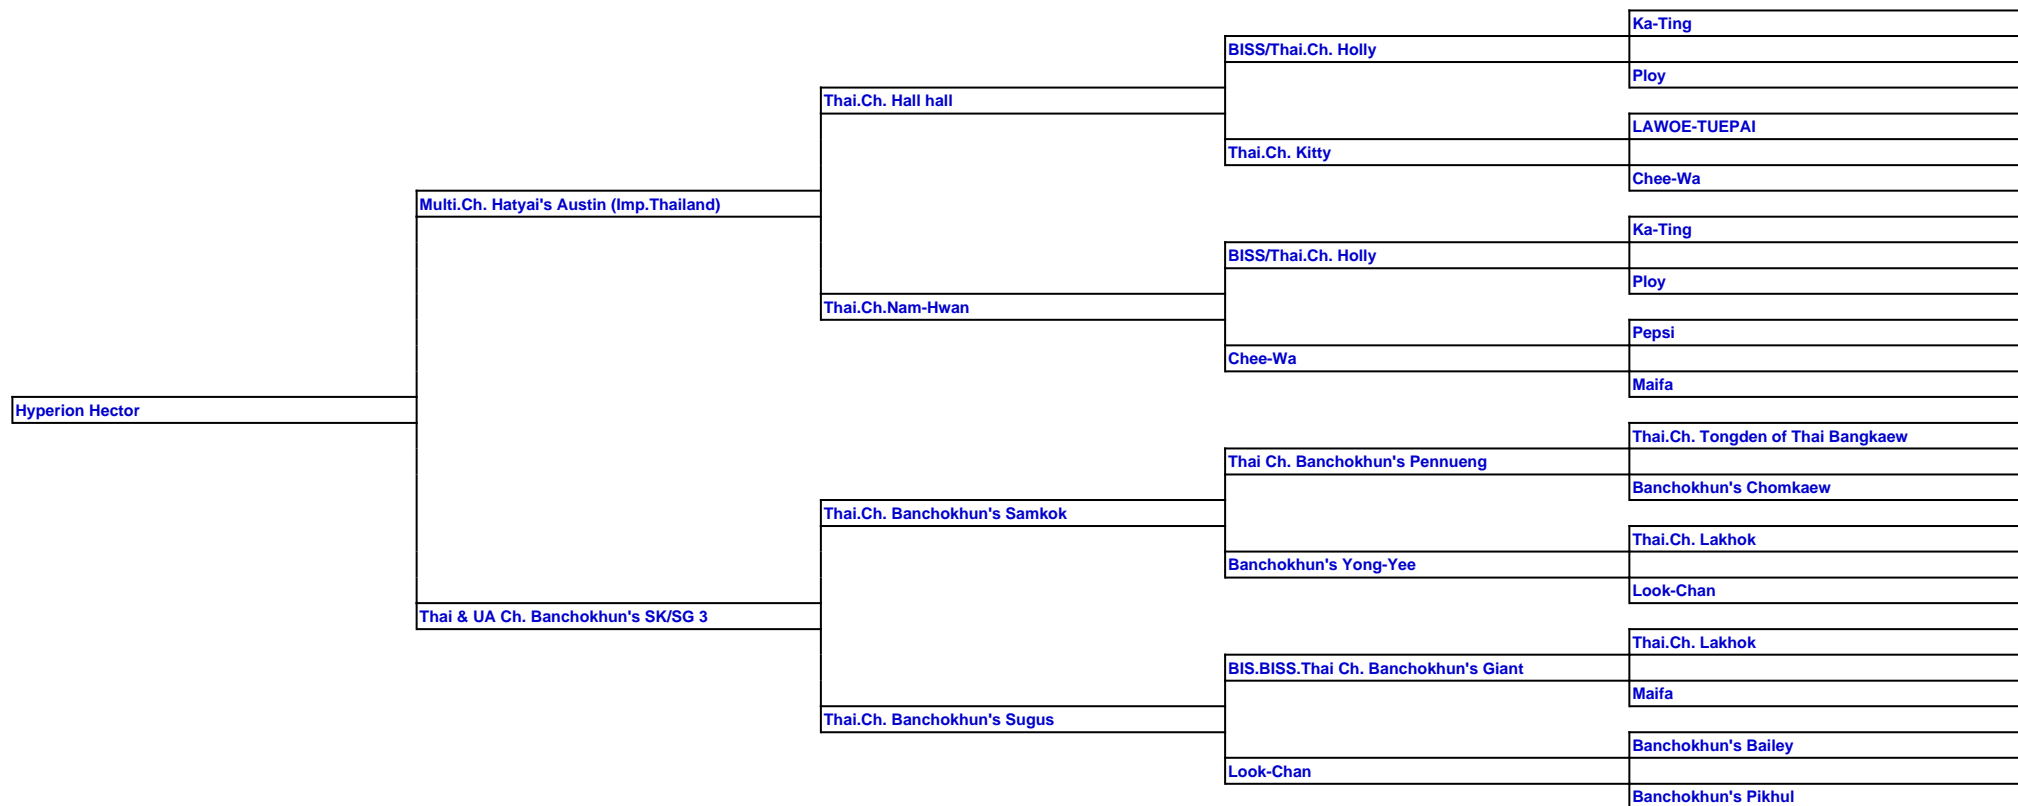 Ka-Ting
BISS/Thai.Ch. Holly
Ploy
Thai.Ch. Hall hall
LAWOE-TUEPAI
Thai.Ch. Kitty
Chee-Wa
Multi.Ch. Hatyai's Austin (Imp.Thailand)
Ka-Ting
BISS/Thai.Ch. Holly
Ploy
Thai.Ch.Nam-Hwan
Pepsi
Chee-Wa
Maifa
Hyperion Hector
Thai.Ch. Tongden of Thai Bangkaew
Thai Ch. Banchokhun's Pennueng
Banchokhun's Chomkaew
Thai.Ch. Banchokhun's Samkok
Thai.Ch. Lakhok
Banchokhun's Yong-Yee
Look-Chan
Thai & UA Ch. Banchokhun's SK/SG 3
Thai.Ch. Lakhok
BIS.BISS.Thai Ch. Banchokhun's Giant
Maifa
Thai.Ch. Banchokhun's Sugus
Banchokhun's Bailey
Look-Chan
Banchokhun's Pikhul